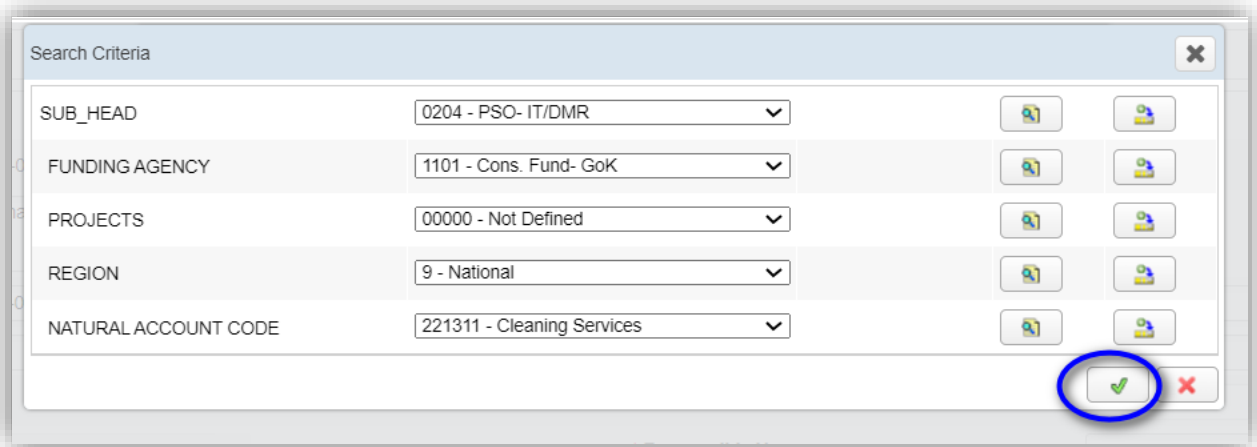 Search Criteria
SUB_HEAD 0204 - PSO- IT/DMR
FUNDING AGENCY 1101 - Cons. Fund- GoK
PROJECTS 00000 - Not Defined
REGION 9 - National
NATURAL ACCOUNT CODE 221311 - Cleaning Services